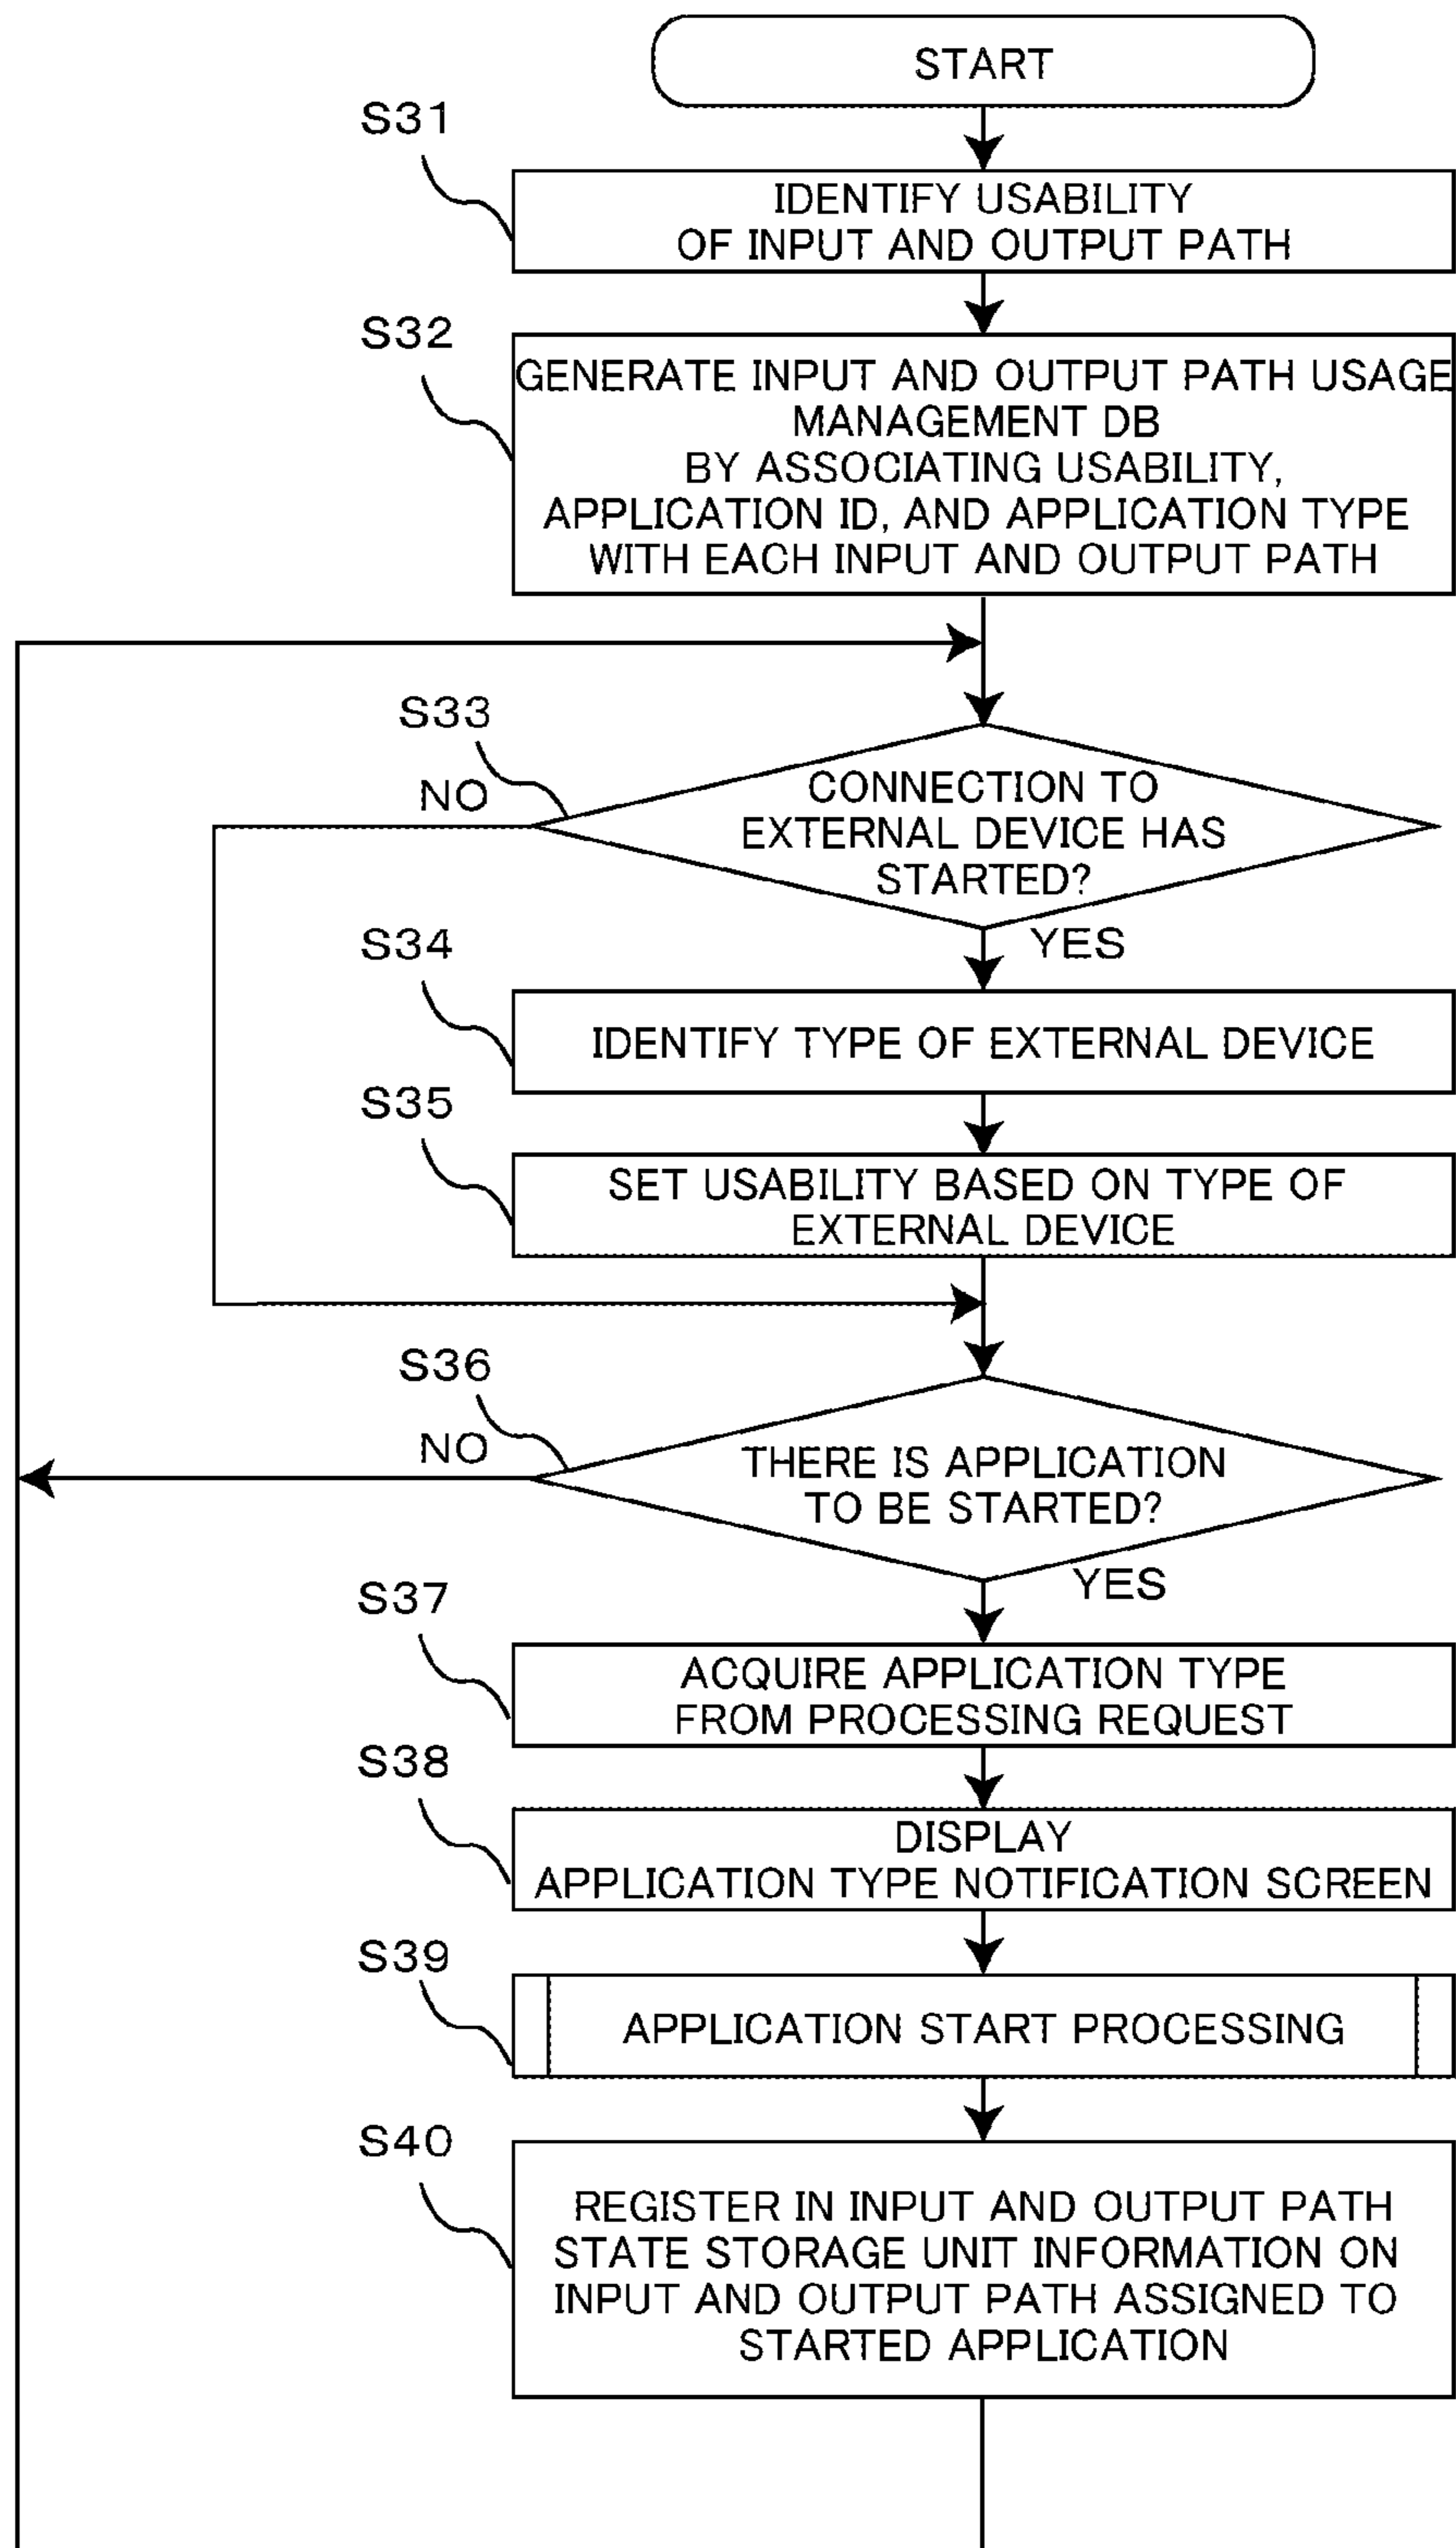 START
S31
IDENTIFY USABILITY
OF INPUT AND OUTPUT PATH
S32
GENERATE INPUT AND OUTPUT PATH USAGE
MANAGEMENT DB
BY ASSOCIATING USABILITY,
APPLICATION ID, AND APPLICATION TYPE
WITH EACH INPUT AND OUTPUT PATH
S33
NO
CONNECTION TO
EXTERNAL DEVICE HAS
STARTED?
YES
S34
IDENTIFY TYPE OF EXTERNAL DEVICE
S35
SET USABILITY BASED ON TYPE OF
EXTERNAL DEVICE
S36
NO
THERE IS APPLICATION
TO BE STARTED?
YES
S37
ACQUIRE APPLICATION TYPE
FROM PROCESSING REQUEST
S38
DISPLAY
APPLICATION TYPE NOTIFICATION SCREEN
S39
APPLICATION START PROCESSING
S40
REGISTER IN INPUT AND OUTPUT PATH
STATE STORAGE UNIT INFORMATION ON
INPUT AND OUTPUT PATH ASSIGNED TO
STARTED APPLICATION